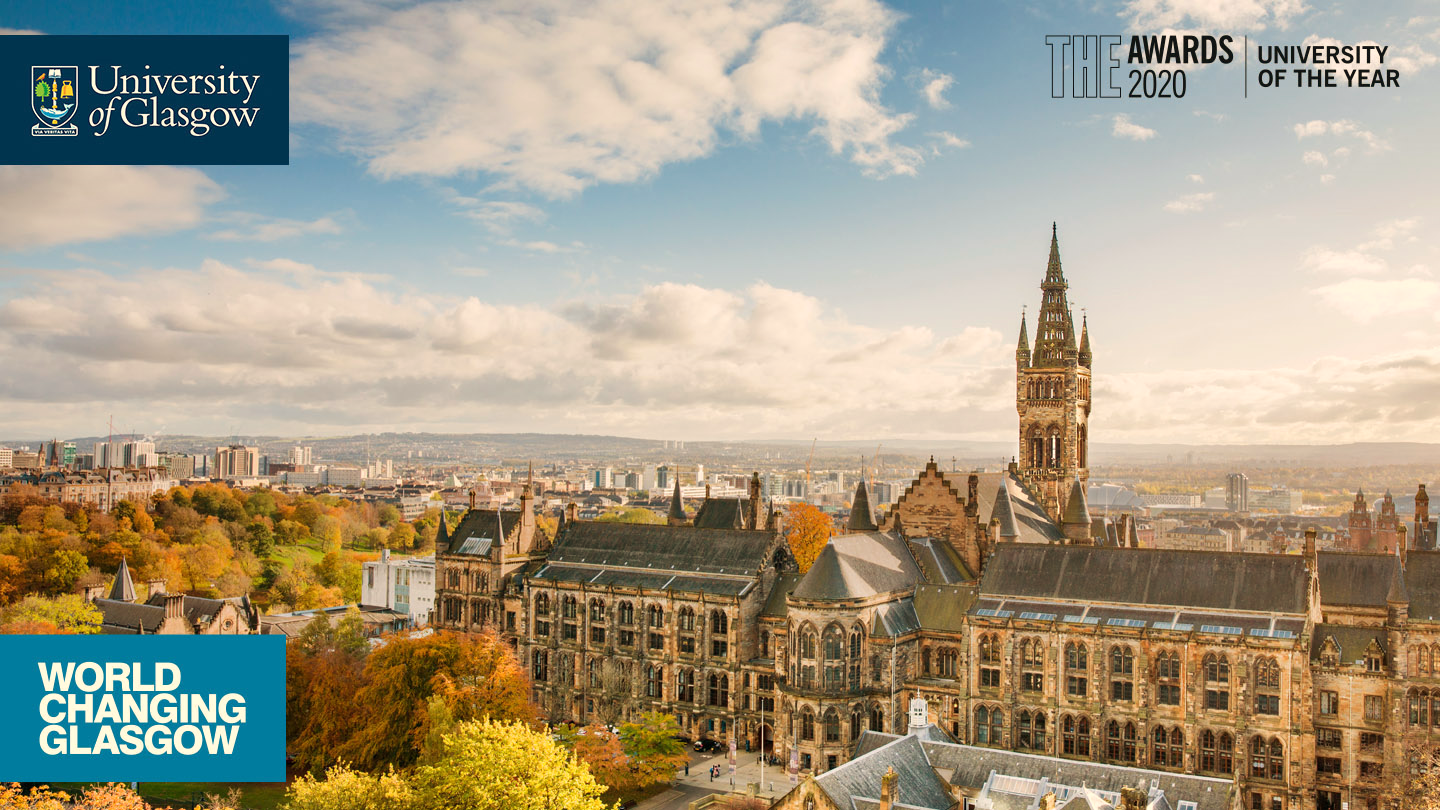 University
of Glasgow
VIA VERITAS VITA
THE AWARDS
2020
UNIVERSITY
OF THE YEAR
WORLD
CHANGING
GLASGOW